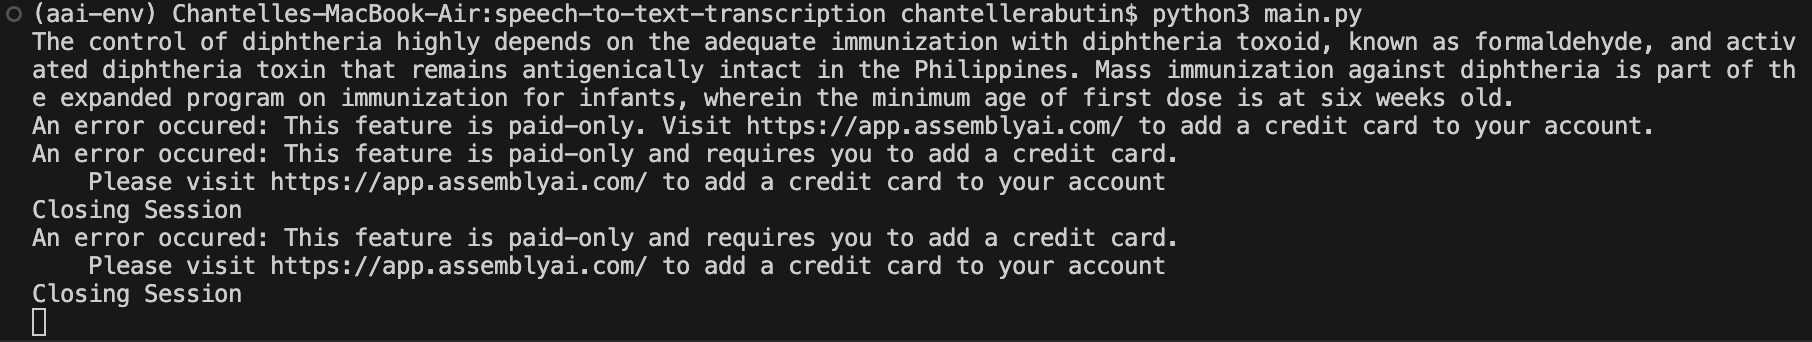 (aai-env) Chantelles-MacBook-Air:speech-to-text-transcription chantellerabutin$ python3 main.py
The control of diphtheria highly depends on the adequate immunization with diphtheria toxoid, known as formaldehyde, and activ
ated diphtheria toxin that remains antigenically intact in the Philippines. Mass immunization against diphtheria is part of th
e expanded program on immunization for infants, wherein the minimum age of first dose is at six weeks old.
An error occured: This feature is paid-only. Visit https://app.assemblyai.com/ to add a credit card to your account.
An error occured: This feature is paid-only and requires you to add a credit card.
    Please visit https://app.assemblyai.com/ to add a credit card to your account
Closing Session
An error occured: This feature is paid-only and requires you to add a credit card.
    Please visit https://app.assemblyai.com/ to add a credit card to your account
Closing Session